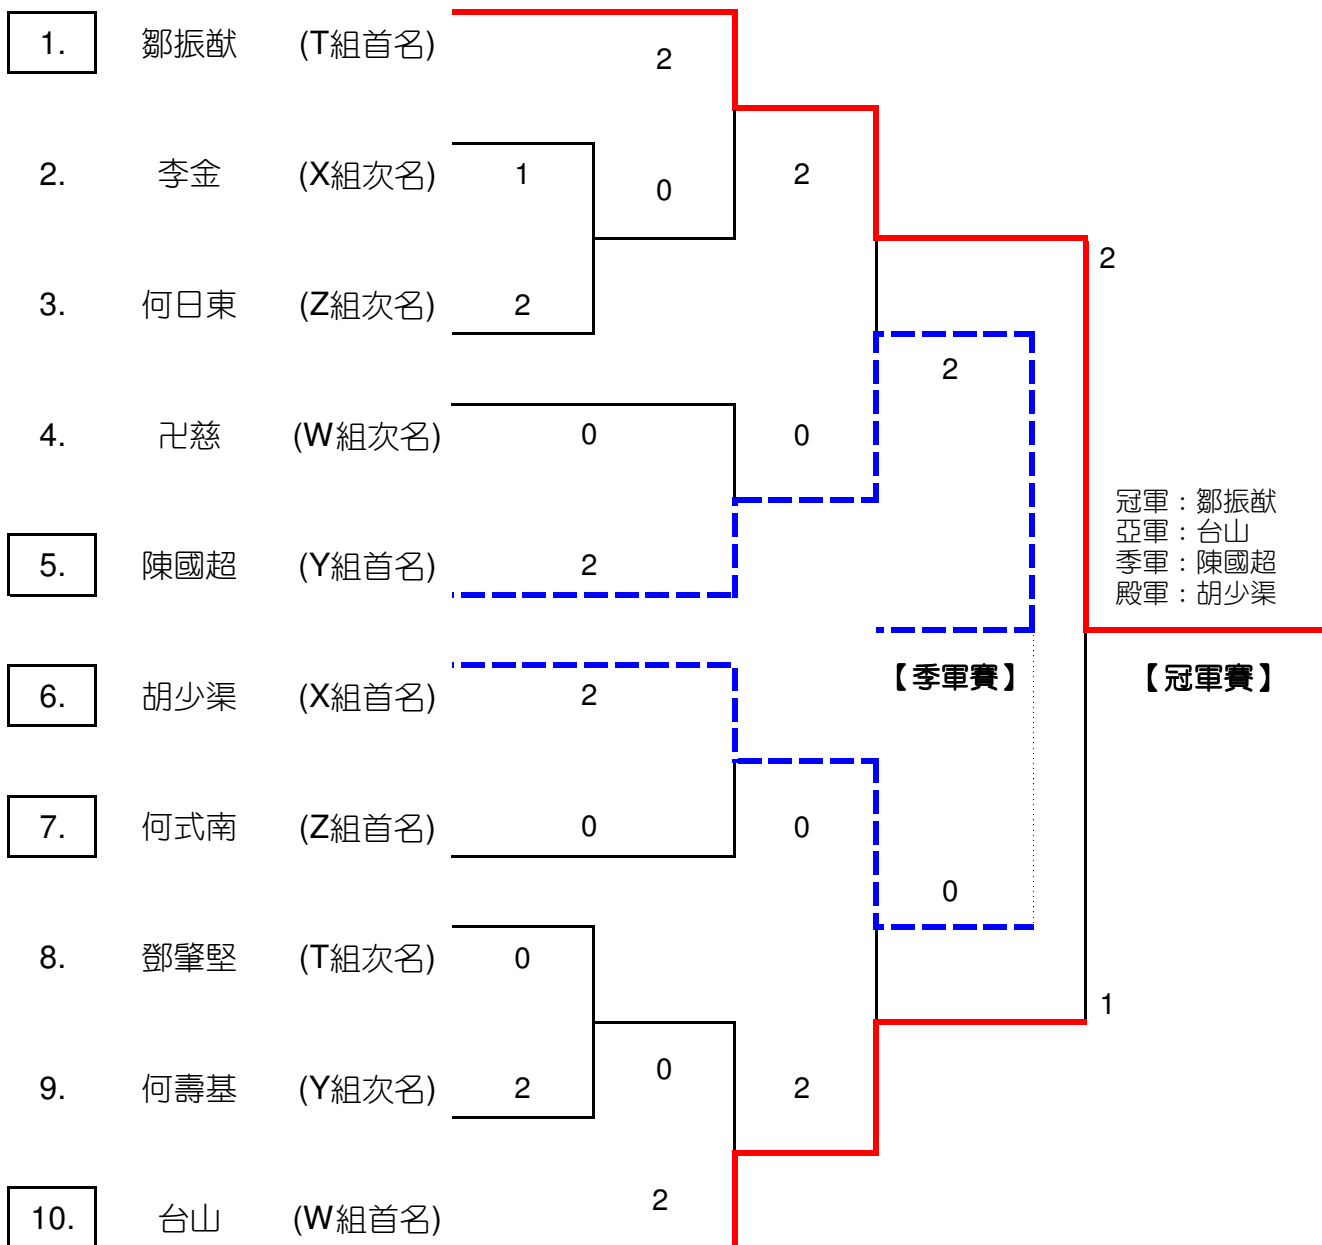 1. 鄒振猷 (T組首名) 2
2. 李金 (X組次名) 1 0 2
2
3. 何日東 (Z組次名) 2
2
4. 卍慈 (W組次名) 0 0
冠軍：鄒振猷
亞軍：台山
5. 陳國超 (Y組首名) 2
季軍：陳國超
殿軍：胡少渠
6. 胡少渠 (X組首名) 2
【季軍賽】 【冠軍賽】
7. 何式南 (Z組首名) 0 0
0
8. 鄧肇堅 (T組次名) 0
1
9. 何壽基 (Y組次名) 2 0 2
10. 台山 (W組首名) 2